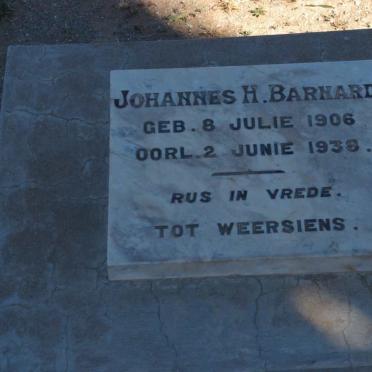 JOHANNES H. BARNARD
GEB. 8 JULIE 1906
OORL. 2 JUNIE 1938.
RUS IN VREDE.
TOT WEERSIENS.